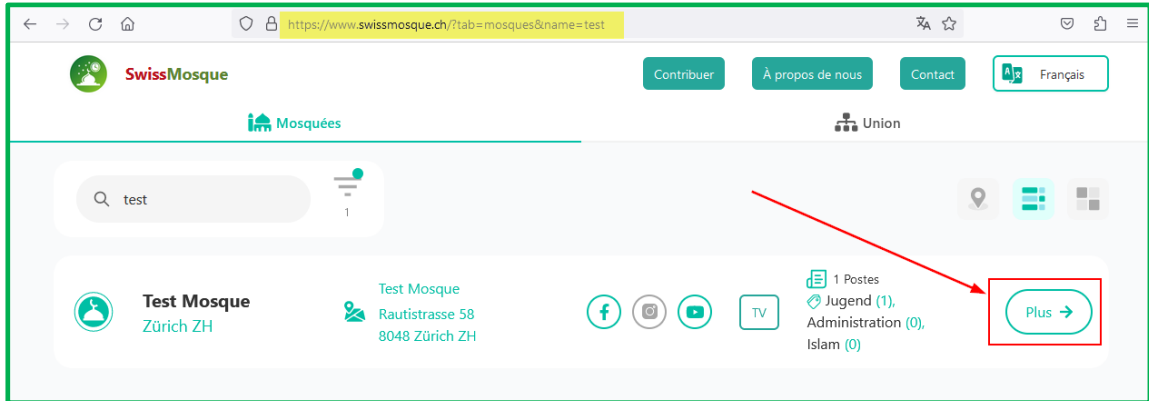 https://www.swissmosque.ch/?tab=mosques&name=test
SwissMosque
Contribuer
À propos de nous
Contact
Français
Mosquées
Union
test
1
Test Mosque
Zürich ZH
Test Mosque
Rautistrasse 58
8048 Zürich ZH
TV
1 Postes
Jugend (1),
Administration (0),
Islam (0)
Plus →